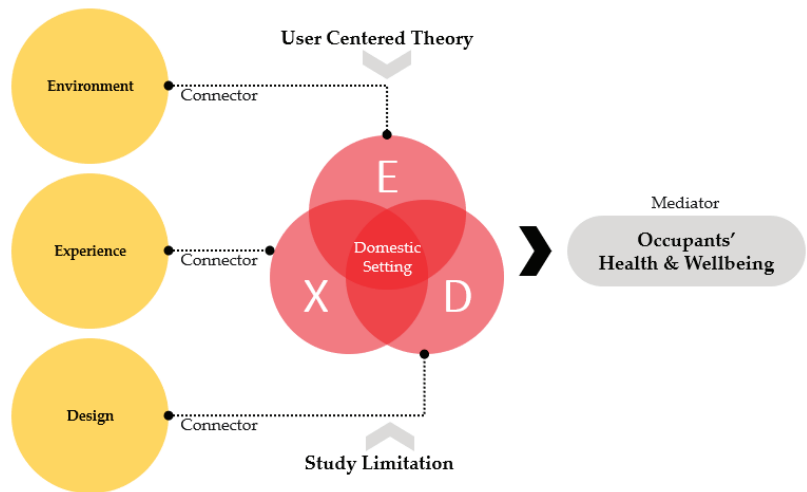 User Centered Theory
Environment
Connector
E
Mediator
Experience
Connector
Domestic
Setting
Occupants'
Health & Wellbeing
X
D
Design
Connector
Study Limitation